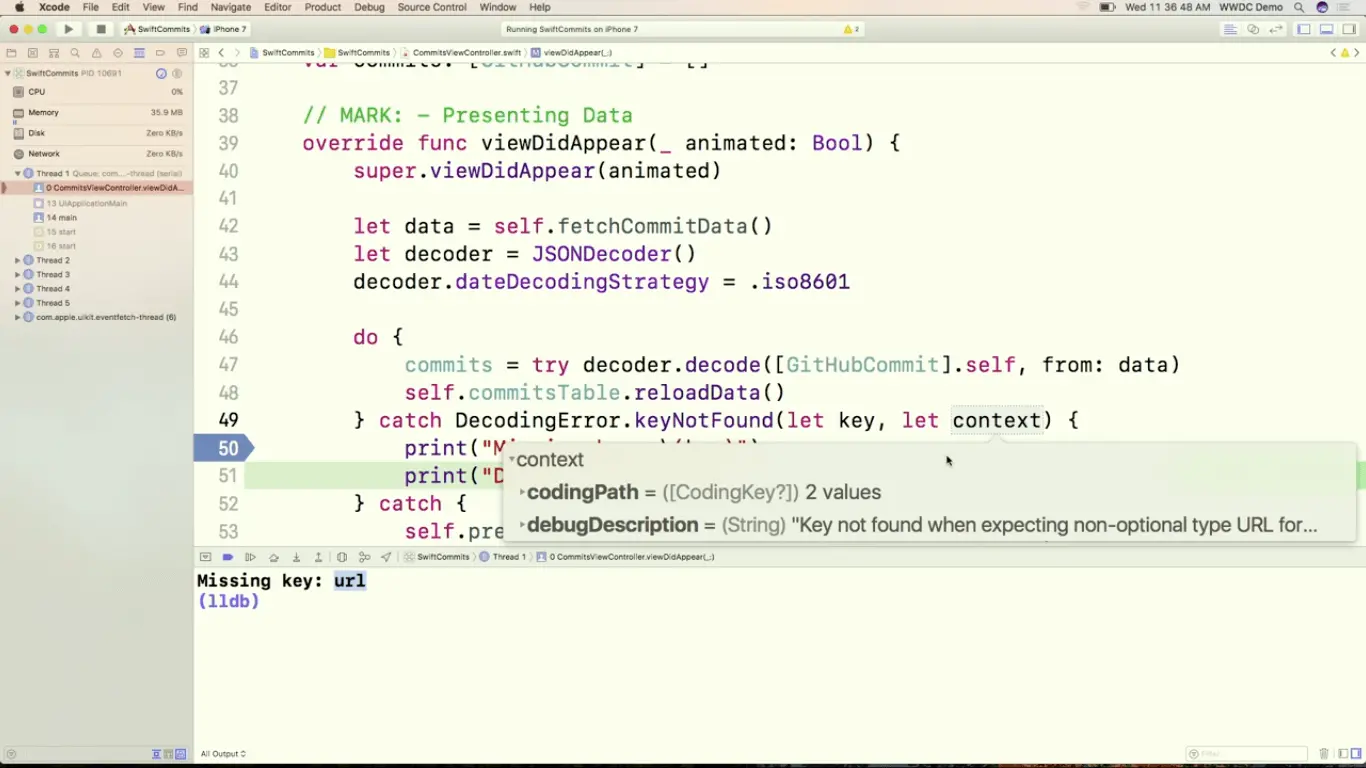 Xcode File Edit View Find Navigate Editor Product Debug Source Control Window Help
Wed 11 36 48 AM WWDC Demo
SwiftCommits iPhone 7
Running SwiftCommits on iPhone 7
2
SwiftCommits SwiftCommits CommitsViewController.swift M viewDidAppear(_:)
SwiftCommits PID 10691
CPU 0%
Memory 35.9 MB
Disk Zero KB/s
Network Zero KB/s
Thread 1 Queue: com...-thread (serial)
0 CommitsViewController.viewDidA...
13 UIApplicationMain
14 main
15 start
16 start
Thread 2
Thread 3
Thread 4
Thread 5
com.apple.uikit.eventfetch-thread (6)
36 var commits: [GitHubCommit] = []
37
38 // MARK: - Presenting Data
39 override func viewDidAppear(_ animated: Bool) {
40 super.viewDidAppear(animated)
41
42 let data = self.fetchCommitData()
43 let decoder = JSONDecoder()
44 decoder.dateDecodingStrategy = .iso8601
45
46 do {
47 commits = try decoder.decode([GitHubCommit].self, from: data)
48 self.commitsTable.reloadData()
49 } catch DecodingError.keyNotFound(let key, let context) {
50 print("
51 print("D
52 } catch {
53 self.pre
context
codingPath = ([CodingKey?]) 2 values
debugDescription = (String) "Key not found when expecting non-optional type URL for...
SwiftCommits Thread 1 0 CommitsViewController.viewDidAppear(_:)
Missing key: url
(lldb)
All Output
Filter